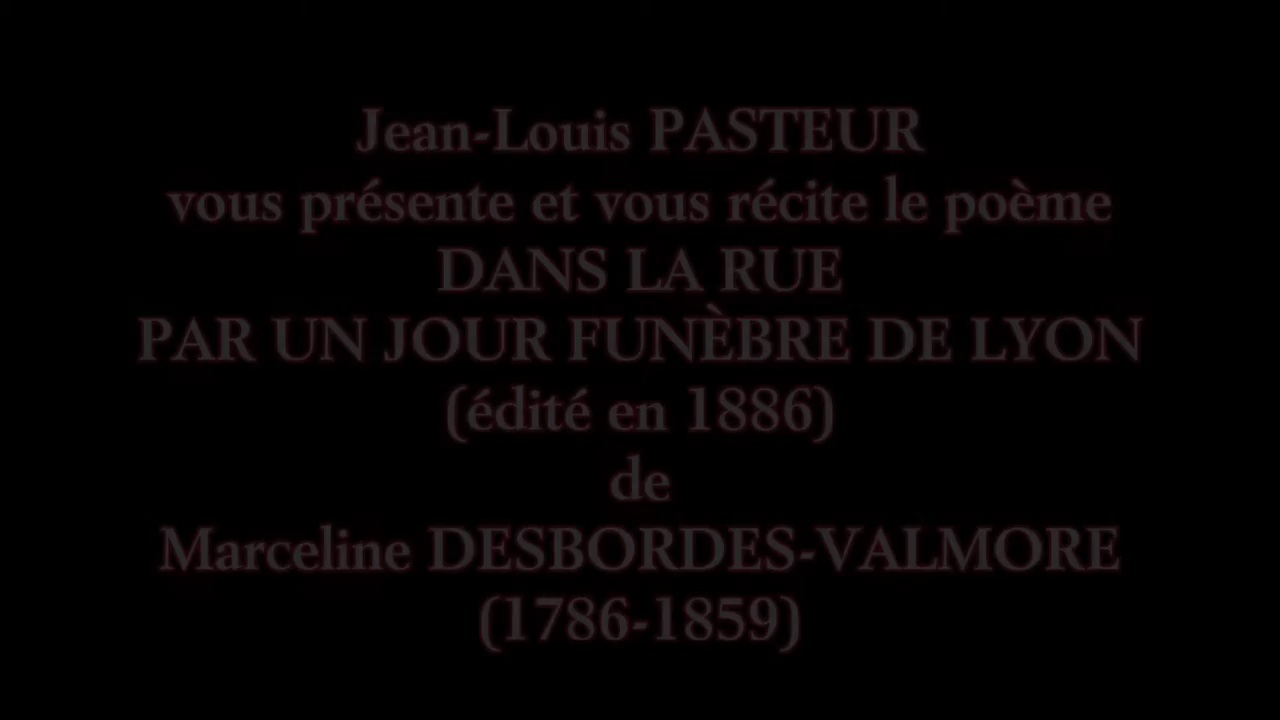 Jean-Louis PASTEUR
vous présente et vous récite le poème
DANS LA RUE
PAR UN JOUR FUNÈBRE DE LYON
(édité en 1886)
de
Marceline DESBORDES-VALMORE
(1786-1859)